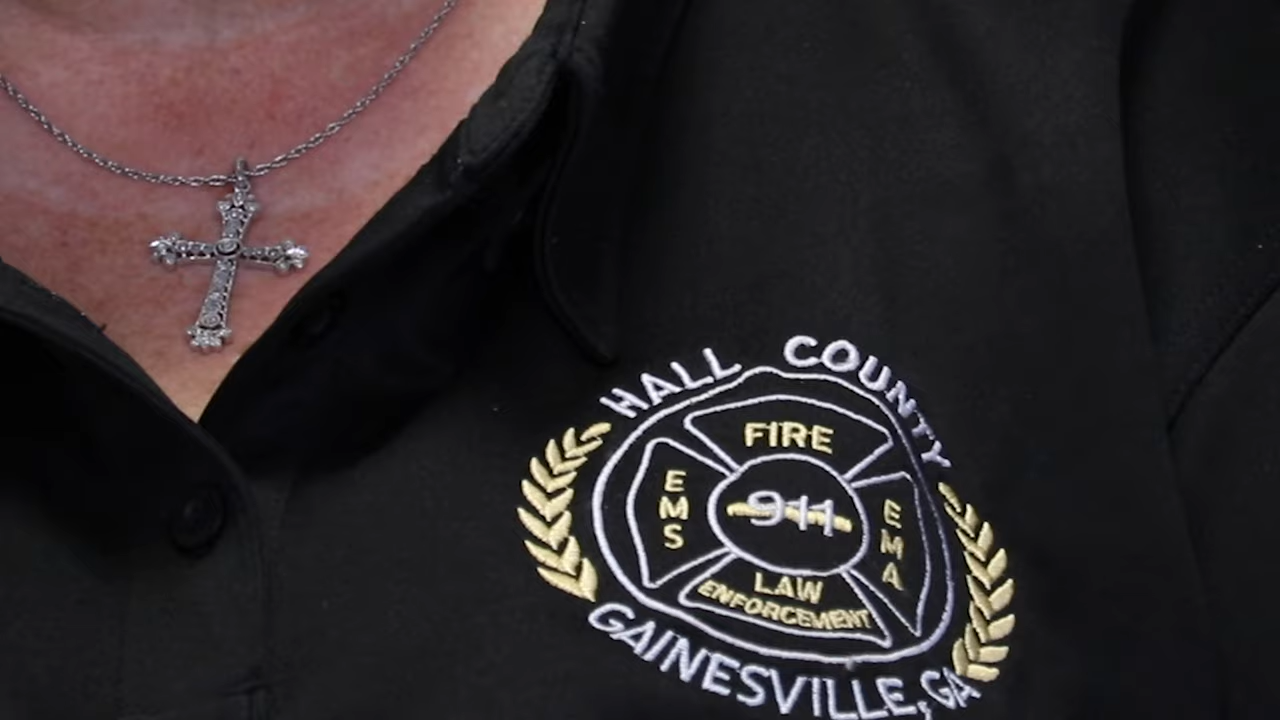 HALL COUNTY
FIRE
EMS
911
EMA
LAW
ENFORCEMENT
GAINESVILLE, GA